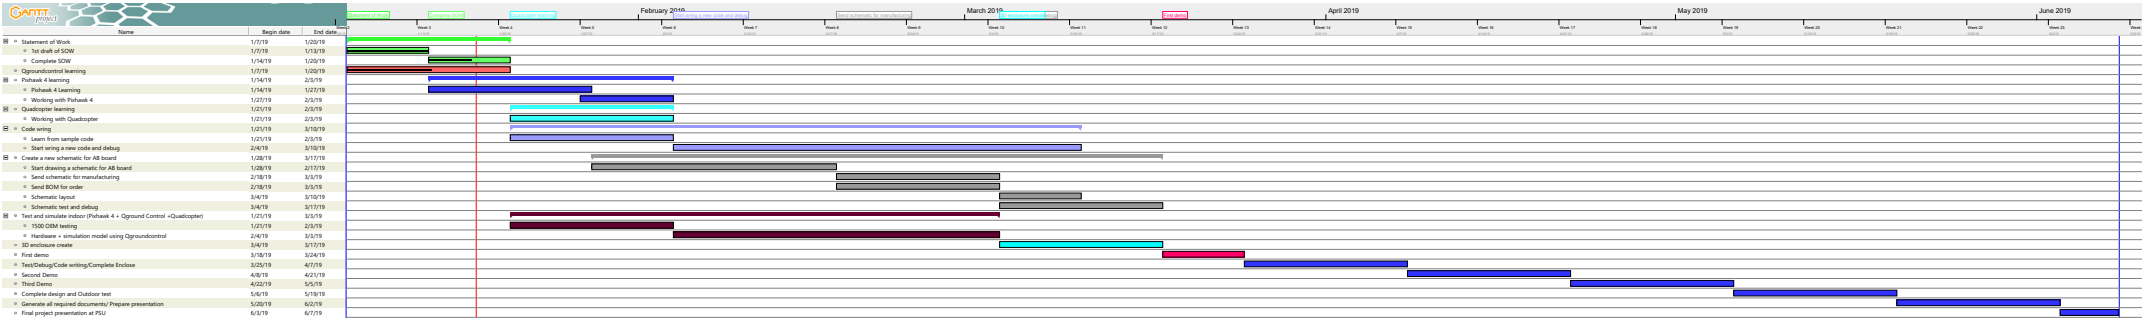 GANTT
project
February 2019
March 2019
April 2019
May 2019
June 2019
Statement of Work
Start wring a new code and debug
Send schematic for manufacturing
First demo
Name Begin date End date
Week 3 Week 4 Week 5 Week 6 Week 7 Week 8 Week 9 Week 10 Week 11 Week 12 Week 13 Week 14 Week 15 Week 16 Week 17 Week 18 Week 19 Week 20 Week 21 Week 22 Week 23
Statement of Work 1/7/19 1/20/19
1st draft of SOW 1/7/19 1/13/19
Complete SOW 1/14/19 1/20/19
Qgroundcontrol learning 1/7/19 1/20/19
Pixhawk 4 learning 1/14/19 2/3/19
Pixhawk 4 Learning 1/14/19 1/27/19
Working with Pixhawk 4 1/27/19 2/3/19
Quadcopter learning 1/21/19 2/3/19
Working with Quadcopter 1/21/19 2/3/19
Code wring 1/21/19 3/10/19
Learn from sample code 1/21/19 2/3/19
Start wring a new code and debug 2/4/19 3/10/19
Create a new schematic for AB board 1/28/19 3/17/19
Start drawing a schematic for AB board 1/28/19 2/17/19
Send schematic for manufacturing 2/18/19 3/3/19
Send BOM for order 2/18/19 3/3/19
Schematic layout 3/4/19 3/10/19
Schematic test and debug 3/4/19 3/17/19
Test and simulate indoor (Pixhawk 4 + Qground Control +Quadcopter) 1/21/19 3/3/19
1500 OEM testing 1/21/19 2/3/19
Hardware + simulation model using Qgroundcontrol 2/4/19 3/3/19
3D enclosure create 3/4/19 3/17/19
First demo 3/18/19 3/24/19
Test/Debug/Code writing/Complete Enclose 3/25/19 4/7/19
Second Demo 4/8/19 4/21/19
Third Demo 4/22/19 5/5/19
Complete design and Outdoor test 5/6/19 5/19/19
Generate all required documents/ Prepare presentation 5/20/19 6/2/19
Final project presentation at PSU 6/3/19 6/7/19